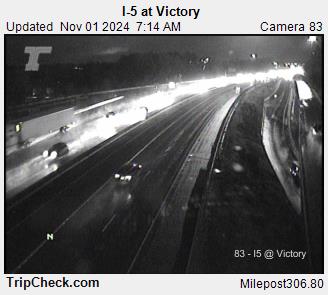 I-5 at Victory
Updated Nov 01 2024 7:14 AM Camera 83
T
N
83 - I5 @ Victory
TripCheck.com Milepost306.80